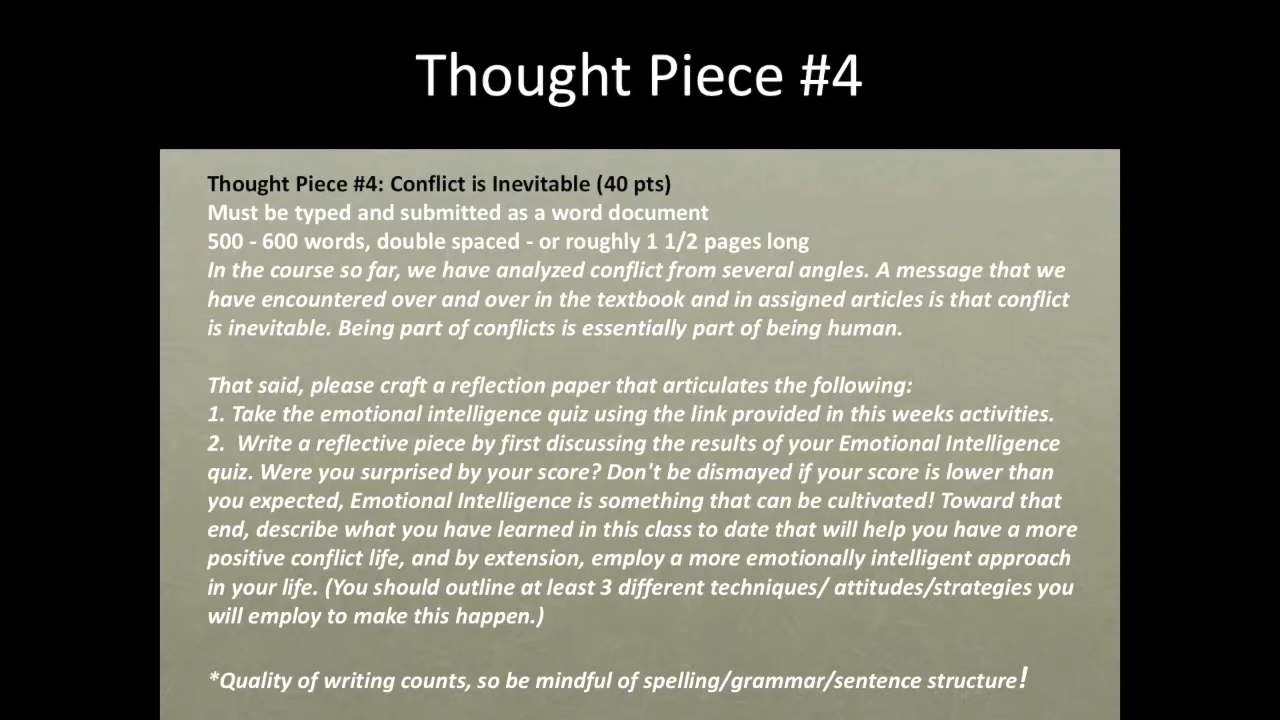 Thought Piece #4
Thought Piece #4: Conflict is Inevitable (40 pts)
Must be typed and submitted as a word document
500 - 600 words, double spaced - or roughly 1 1/2 pages long
In the course so far, we have analyzed conflict from several angles. A message that we
have encountered over and over in the textbook and in assigned articles is that conflict
is inevitable. Being part of conflicts is essentially part of being human.
That said, please craft a reflection paper that articulates the following:
1. Take the emotional intelligence quiz using the link provided in this weeks activities.
2. Write a reflective piece by first discussing the results of your Emotional Intelligence
quiz. Were you surprised by your score? Don't be dismayed if your score is lower than
you expected, Emotional Intelligence is something that can be cultivated! Toward that
end, describe what you have learned in this class to date that will help you have a more
positive conflict life, and by extension, employ a more emotionally intelligent approach
in your life. (You should outline at least 3 different techniques/ attitudes/strategies you
will employ to make this happen.)
*Quality of writing counts, so be mindful of spelling/grammar/sentence structure!